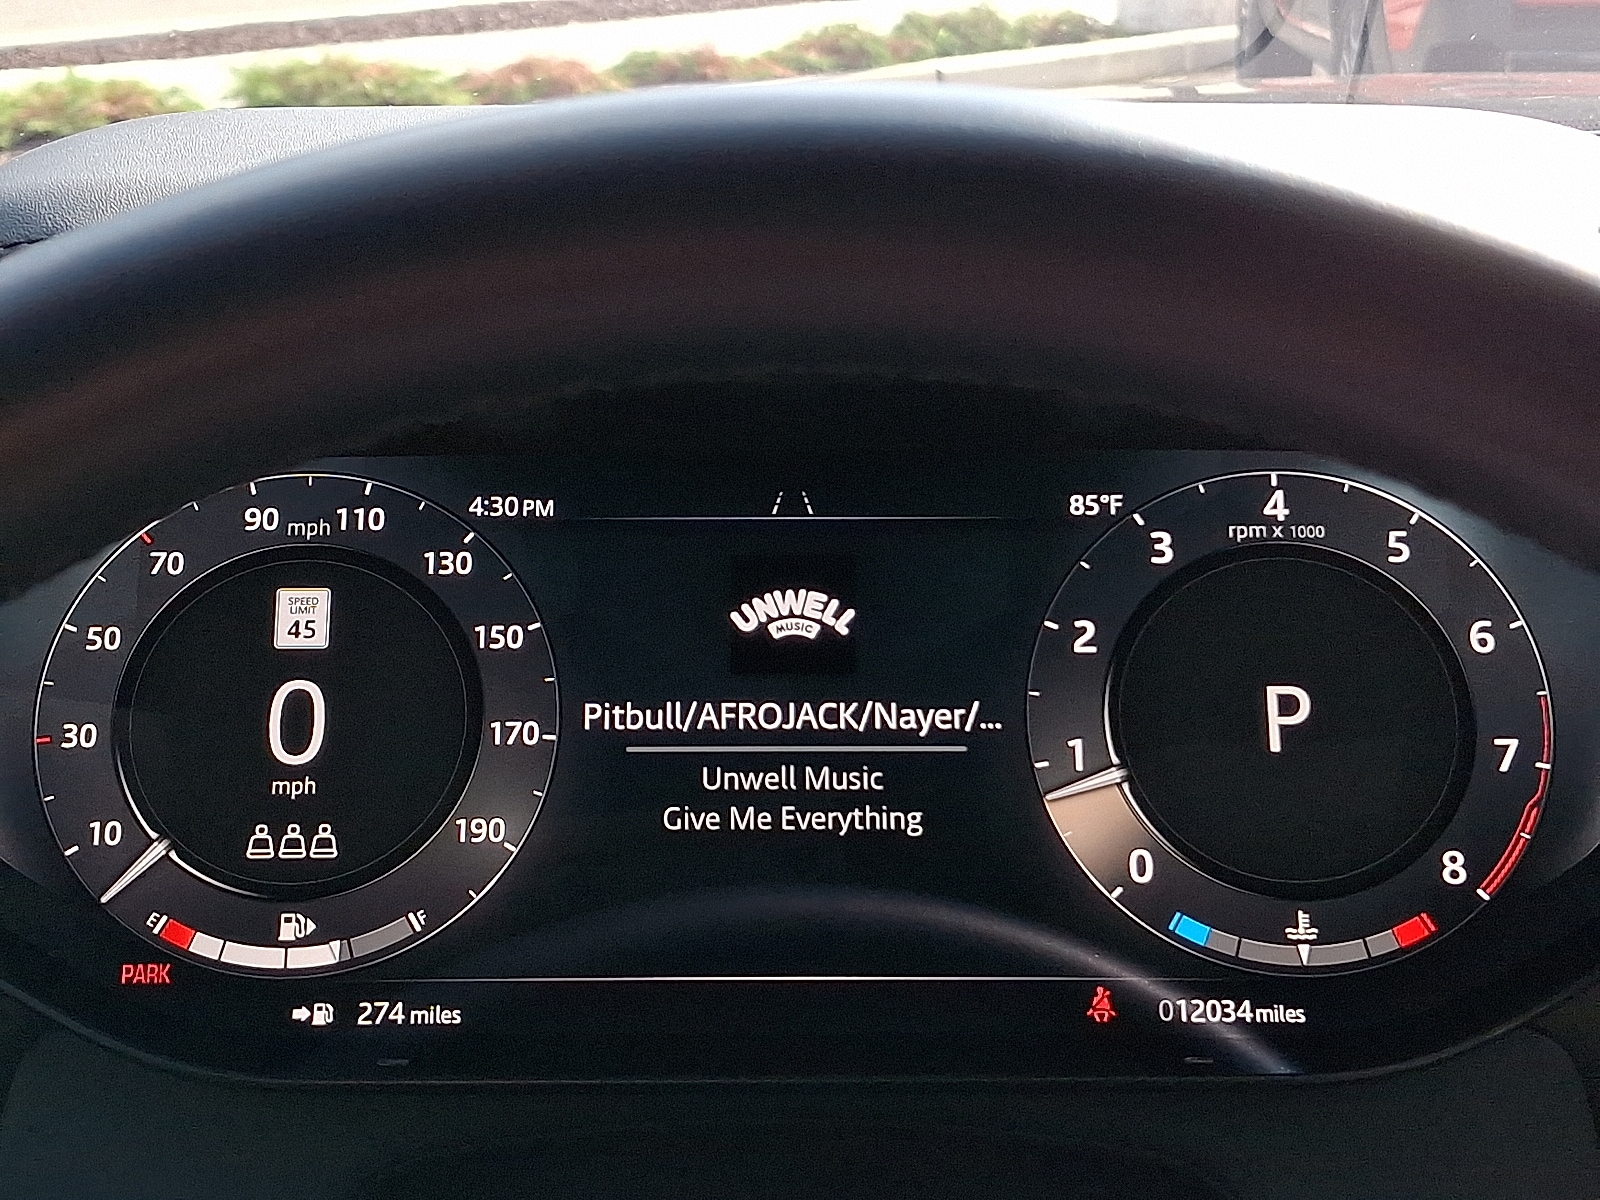 4:30 PM
85°F
10
30
50
70
90
mph
110
130
150
170
190
SPEED
LIMIT
45
0
mph
E
F
PARK
274 miles
UNWELL
MUSIC
Pitbull/AFROJACK/Nayer/...
Unwell Music
Give Me Everything
0
1
2
3
4
5
6
7
8
rpm x 1000
P
012034 miles